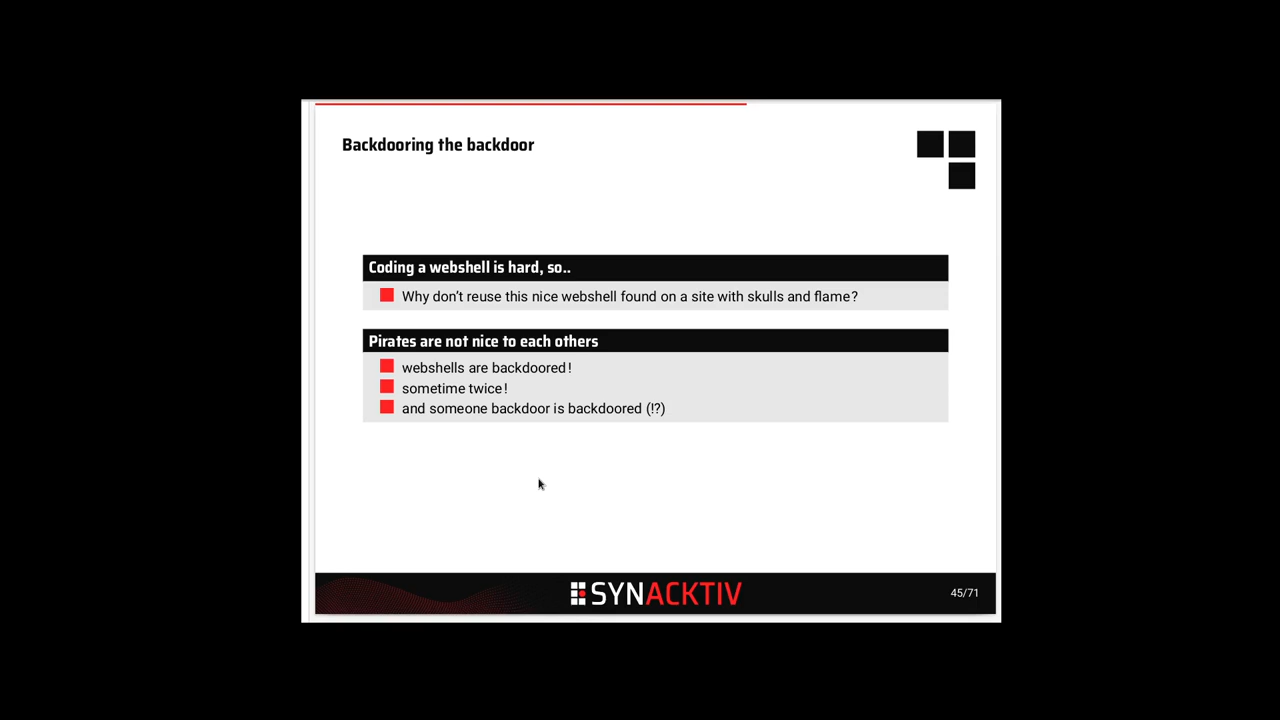 Backdooring the backdoor
Coding a webshell is hard, so..
Why don't reuse this nice webshell found on a site with skulls and flame?
Pirates are not nice to each others
webshells are backdoored!
sometime twice!
and someone backdoor is backdoored (!?)
SYNACKTIV
45/71